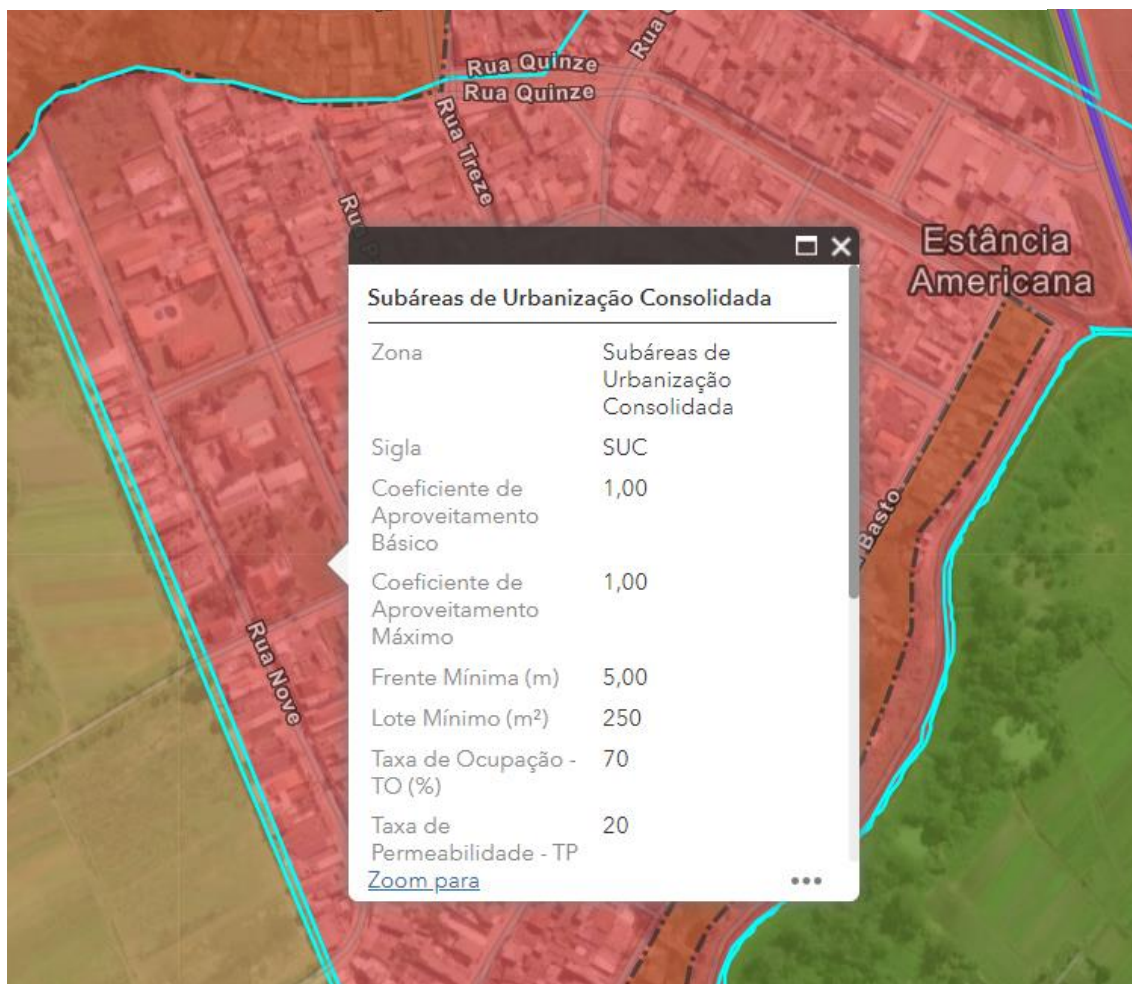 Rua Quinze
Rua Quinze
Rua
Rua Treze
Estância
Americana
Subáreas de Urbanização Consolidada
Zona
Subáreas de
Urbanização
Consolidada
Sigla
SUC
Coeficiente de
Aproveitamento
Básico
1,00
Coeficiente de
Aproveitamento
Máximo
1,00
Frente Mínima (m)
5,00
Lote Mínimo (m²)
250
Taxa de Ocupação -
TO (%)
70
Taxa de
Permeabilidade - TP
20
Zoom para
Basto
Rua Nove